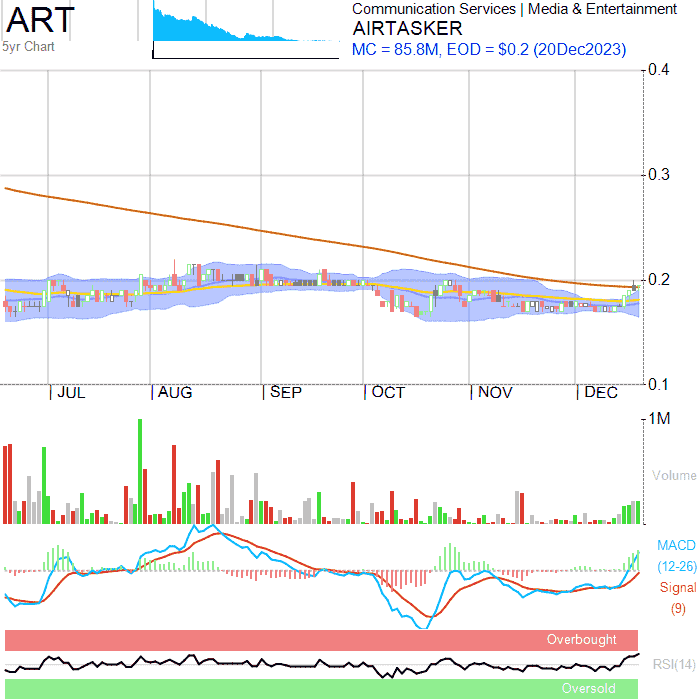 ART
5yr Chart
Communication Services | Media & Entertainment
AIRTASKER
MC = 85.8M, EOD = $0.2 (20Dec2023)
0.4
0.3
0.2
0.1
JUL
AUG
SEP
OCT
NOV
DEC
1M
Volume
MACD
(12-26)
Signal
(9)
Overbought
RSI(14)
Oversold